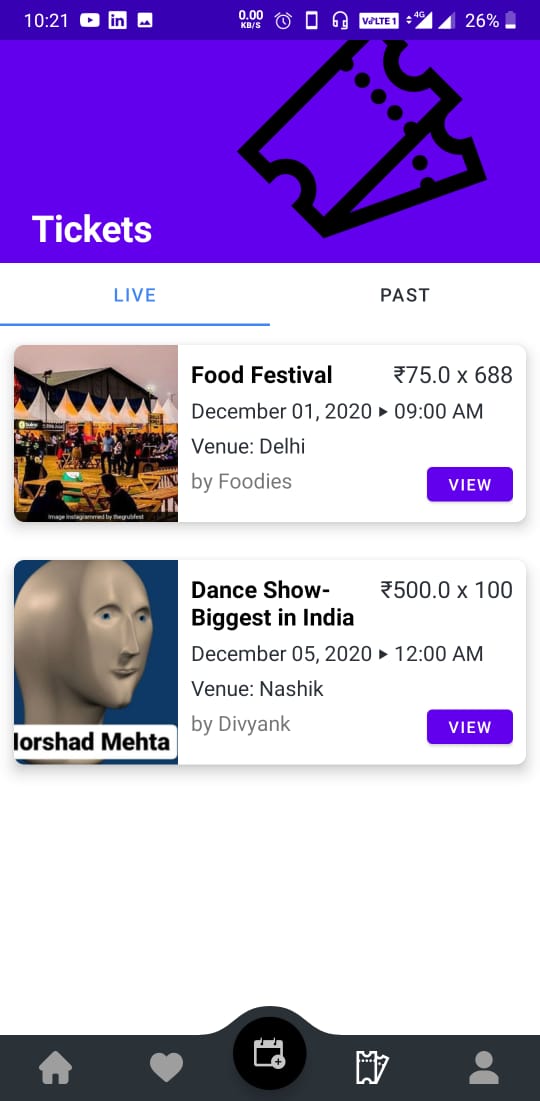 10:21 in 0.00 KB/S VoLTE 1 4G 26%
Tickets
LIVE PAST
Food Festival ₹75.0 x 688
December 01, 2020 ▸ 09:00 AM
Venue: Delhi
by Foodies VIEW
Image instagrammed by thegrubfest
Dance Show- ₹500.0 x 100
Biggest in India
December 05, 2020 ▸ 12:00 AM
Venue: Nashik
by Divyank VIEW
lorshad Mehta